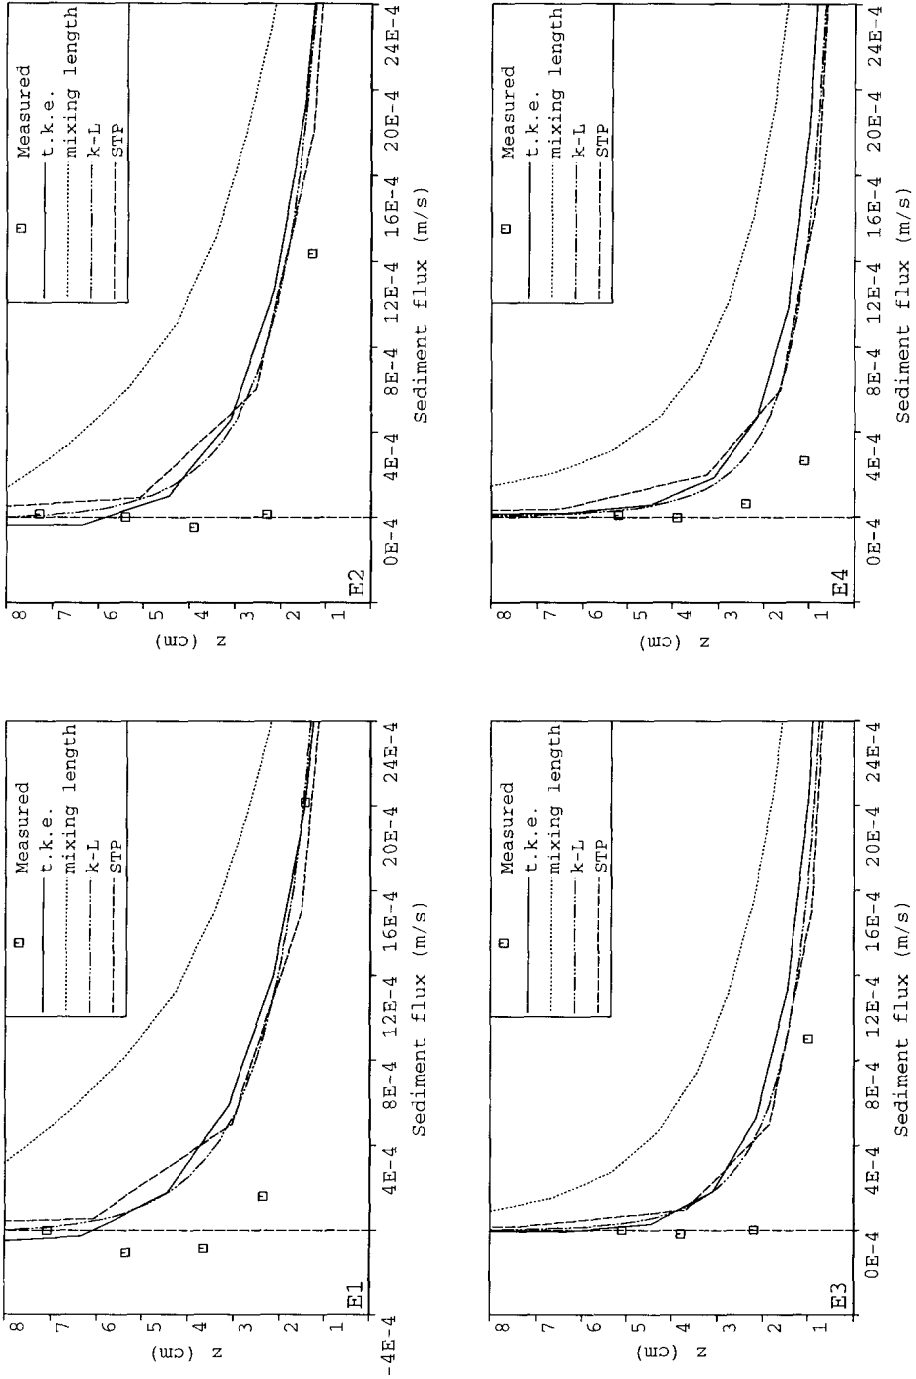 Measured
t.k.e.
mixing length
k-L
STP
z (cm)
8
7
6
5
4
3
2
1
E1
-4E-4
0E-4
4E-4
8E-4
12E-4
16E-4
20E-4
24E-4
Sediment flux (m/s)
Measured
t.k.e.
mixing length
k-L
STP
z (cm)
8
7
6
5
4
3
2
1
E2
0E-4
4E-4
8E-4
12E-4
16E-4
20E-4
24E-4
Sediment flux (m/s)
Measured
t.k.e.
mixing length
k-L
STP
z (cm)
8
7
6
5
4
3
2
1
E3
0E-4
4E-4
8E-4
12E-4
16E-4
20E-4
24E-4
Sediment flux (m/s)
Measured
t.k.e.
mixing length
k-L
STP
z (cm)
8
7
6
5
4
3
2
1
E4
0E-4
4E-4
8E-4
12E-4
16E-4
20E-4
24E-4
Sediment flux (m/s)